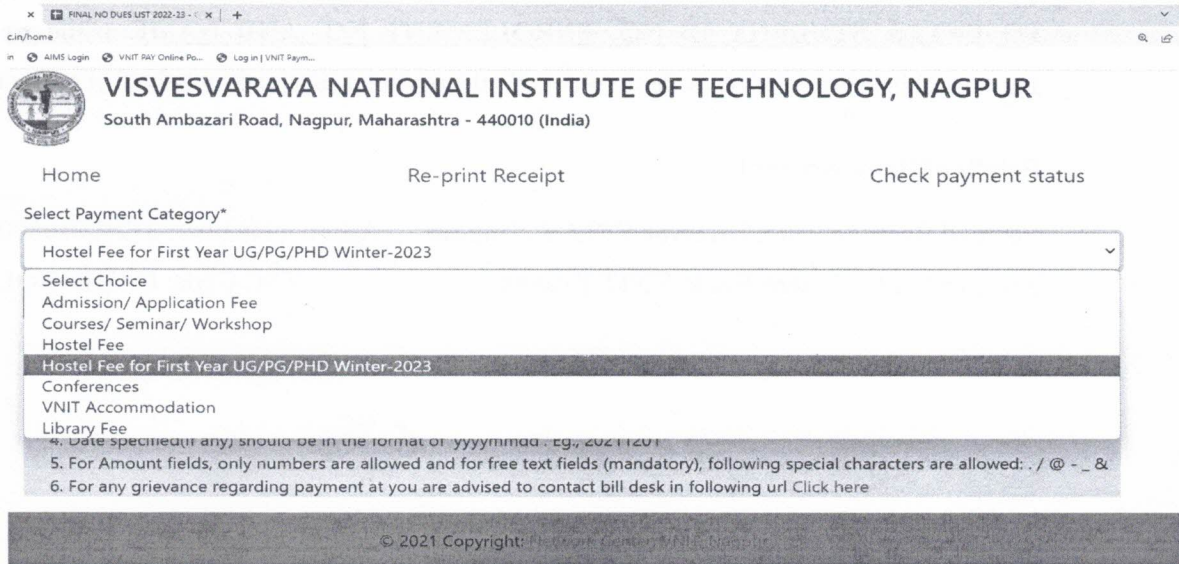 FINAL NO DUES LIST 2022-23 -
c.in/home
in AIMS Login VNIT PAY Online Po... Log in | VNIT Paym...
VISVESVARAYA NATIONAL INSTITUTE OF TECHNOLOGY, NAGPUR
South Ambazari Road, Nagpur, Maharashtra - 440010 (India)
Home Re-print Receipt Check payment status
Select Payment Category*
Hostel Fee for First Year UG/PG/PHD Winter-2023
Select Choice
Admission/ Application Fee
Courses/ Seminar/ Workshop
Hostel Fee
Hostel Fee for First Year UG/PG/PHD Winter-2023
Conferences
VNIT Accommodation
Library Fee
4. Date specified(if any) should be in the format of 'yyyymmdd'. Eg., 20211201
5. For Amount fields, only numbers are allowed and for free text fields (mandatory), following special characters are allowed: . / @ - _ &
6. For any grievance regarding payment at you are advised to contact bill desk in following url Click here
© 2021 Copyright: Network Center, VNIT, Nagpur